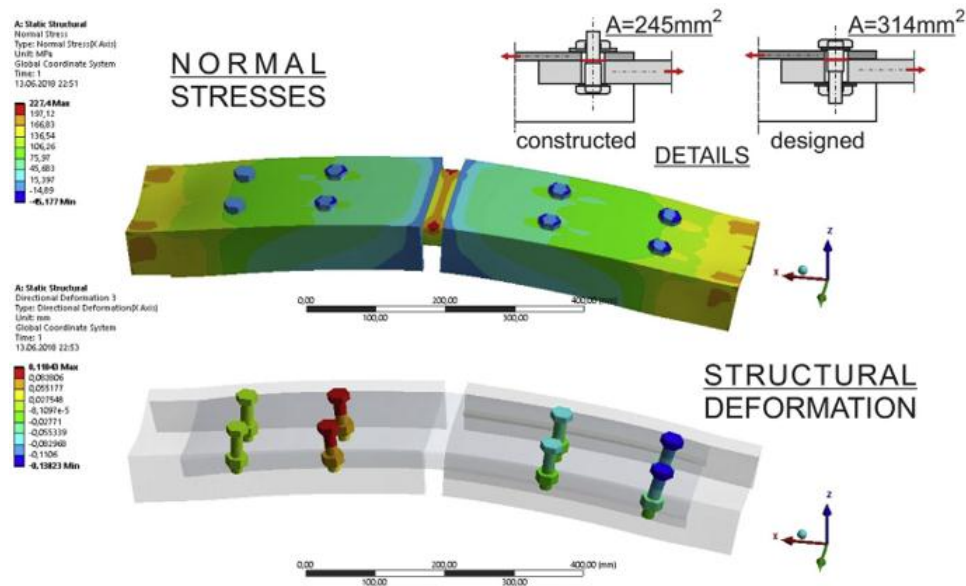 A: Static Structural
Normal Stress
Type: Normal Stress(X Axis)
Unit: MPa
Global Coordinate System
Time: 1
13.06.2018 22:51
227,4 Max
197,12
166,83
136,54
106,26
75,97
45,683
15,397
-14,89
-45,177 Min
NORMAL
STRESSES
A=245mm²
A=314mm²
constructed
designed
DETAILS
0,00
200,00
400,00 (mm)
100,00
300,00
z
x
A: Static Structural
Directional Deformation 3
Type: Directional Deformation(X Axis)
Unit: mm
Global Coordinate System
Time: 1
13.06.2018 22:53
0,11043 Max
0,082806
0,055177
0,027548
-8,1097e-5
-0,02771
-0,055339
-0,082968
-0,1106
-0,13823 Min
STRUCTURAL
DEFORMATION
0,00
200,00
400,00 (mm)
100,00
300,00
z
x